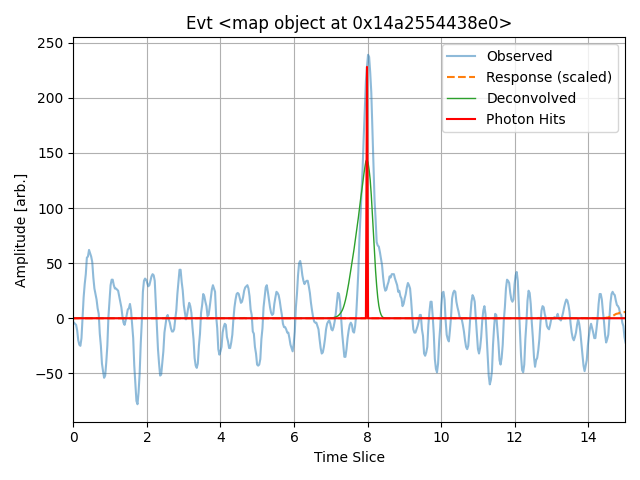 Evt <map object at 0x14a2554438e0>
250
200
150
100
50
0
−50
Amplitude [arb.]
Observed
Response (scaled)
Deconvolved
Photon Hits
0 2 4 6 8 10 12 14
Time Slice